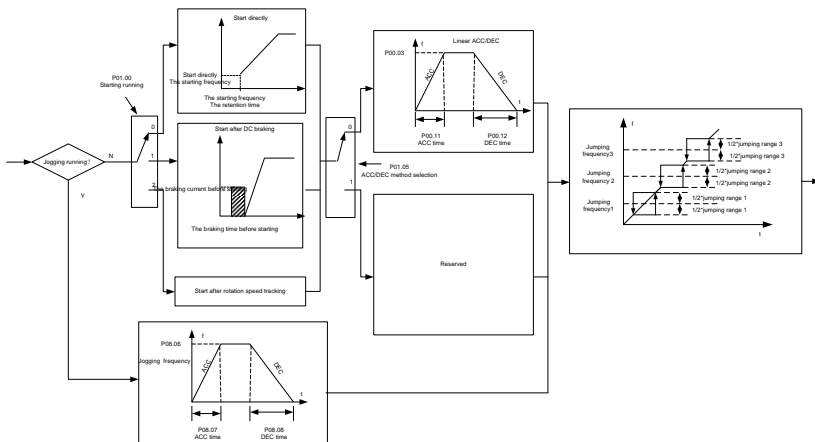 Start directly
Start directly
The starting frequency
The starting frequency
The retention time
P01.00
Starting running
0
1
2
Jogging running?
N
Y
Start after DC braking
The braking current before starting
The braking time before starting
Start after rotation speed tracking
0
1
P01.05
ACC/DEC method selection
Linear ACC/DEC
f
P00.03
ACC
DEC
t
P00.11
ACC time
P00.12
DEC time
Reserved
f
P08.06
Jogging frequency
ACC
DEC
t
P08.07
ACC time
P08.08
DEC time
f
Jumping
frequency3
1/2*jumping range 3
1/2*jumping range 3
Jumping
frequency 2
1/2*jumping range 2
1/2*jumping range 2
Jumping
frequency1
1/2*jumping range 1
1/2*jumping range 1
t